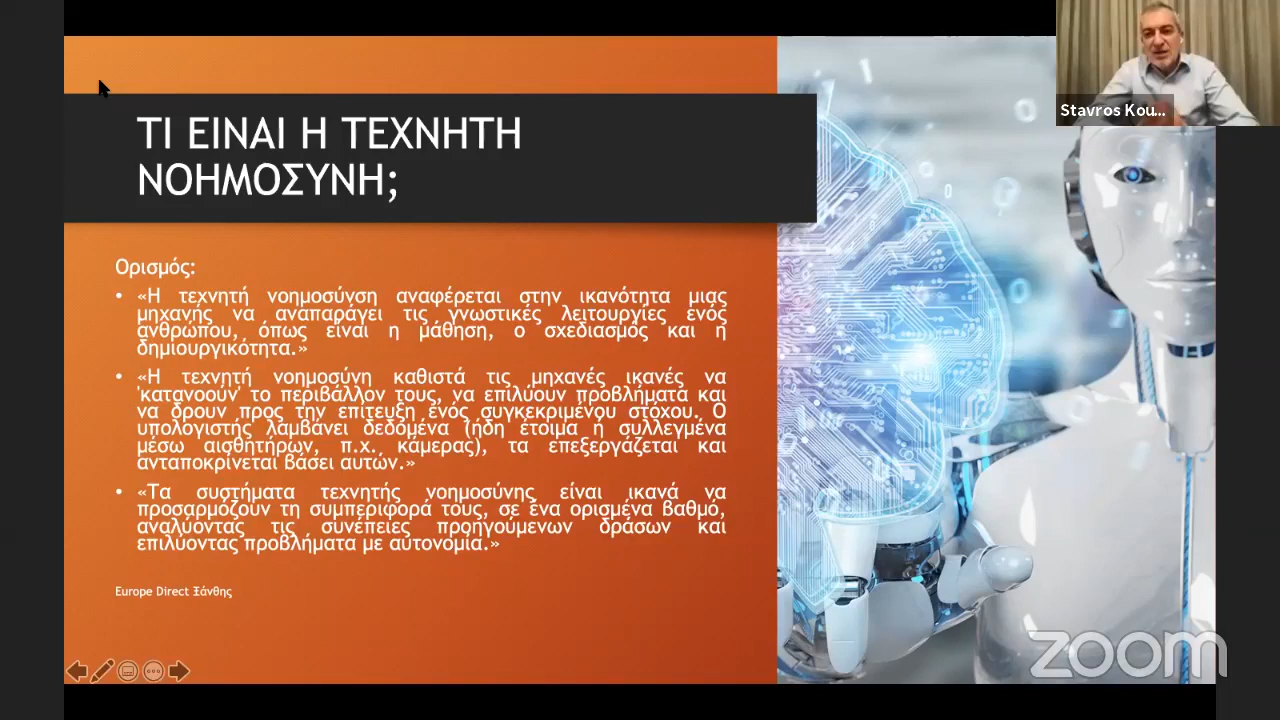 Stavros Kou...
ΤΙ ΕΙΝΑΙ Η ΤΕΧΝΗΤΗ
ΝΟΗΜΟΣΥΝΗ;
Ορισμός:
• «Η τεχνητή νοημοσύνση αναφέρεται στην ικανότητα μιας
μηχανής να αναπαράγει τις γνωστικές λειτουργίες ενός
ανθρώπου, όπως είναι η μάθηση, ο σχεδιασμός και η
δημιουργικότητα.»
• «Η τεχνητή νοημοσύνη καθιστά τις μηχανές ικανές να
'κατανοούν' το περιβάλλον τους, να επιλύουν προβλήματα και
να δρουν προς την επίτευξη ενός συγκεκριμένου στόχου. Ο
υπολογιστής λαμβάνει δεδομένα (ήδη έτοιμα ή συλλεγμένα
μέσω αισθητήρων, π.χ. κάμερας), τα επεξεργάζεται και
ανταποκρίνεται βάσει αυτών.»
• «Τα συστήματα τεχνητής νοημοσύνης είναι ικανά να
προσαρμόζουν τη συμπεριφορά τους, σε ένα ορισμένα βαθμό,
αναλύοντας τις συνέπειες προηγούμενων δράσων και
επιλύοντας προβλήματα με αυτονομία.»
Europe Direct Ξάνθης
zoom